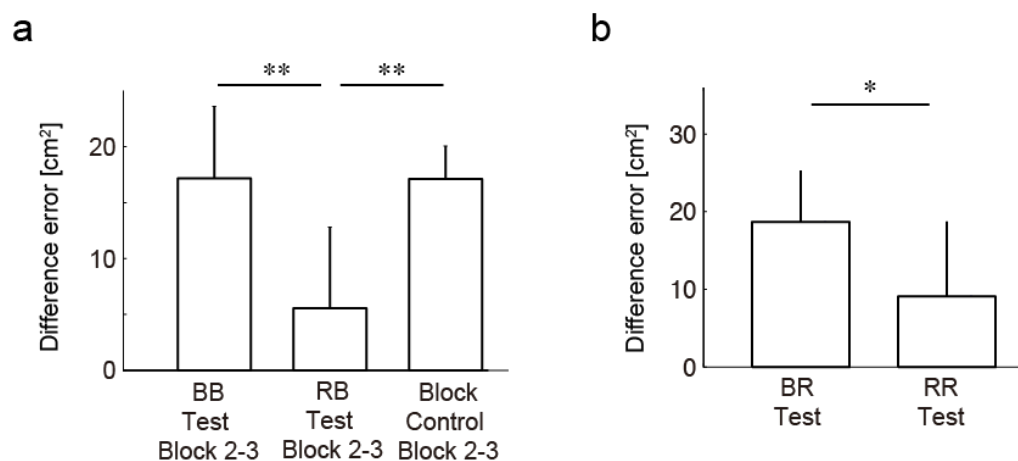 a
**
**
Difference error [cm²]
20
10
0
BB
Test
Block 2-3
RB
Test
Block 2-3
Block
Control
Block 2-3
b
*
Difference error [cm²]
30
20
10
0
BR
Test
RR
Test